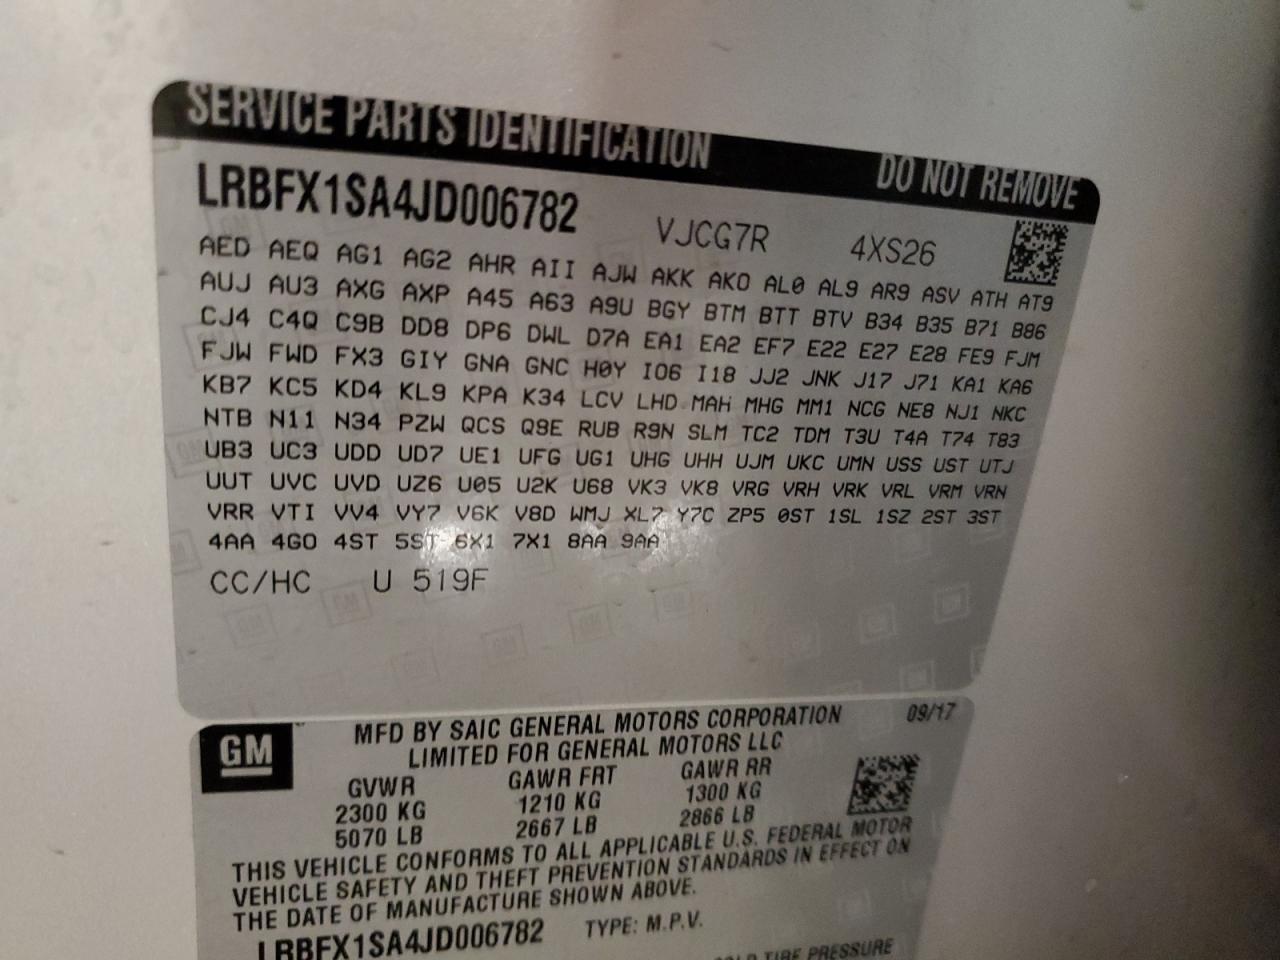 SERVICE PARTS IDENTIFICATION DO NOT REMOVE
LRBFX1SA4JD006782 VJCG7R 4XS26
AED AEQ AG1 AG2 AHR AII AJW AKK AKO AL0 AL9 AR9 ASV ATH AT9
AUJ AU3 AXG AXP A45 A63 A9U BGY BTM BTT BTV B34 B35 B71 B86
CJ4 C4Q C9B DD8 DP6 DWL D7A EA1 EA2 EF7 E22 E27 E28 FE9 FJM
FJW FWD FX3 GIY GNA GNC H0Y IO6 I18 JJ2 JNK J17 J71 KA1 KA6
KB7 KC5 KD4 KL9 KPA K34 LCV LHD MAH MHG MM1 NCG NE8 NJ1 NKC
NTB N11 N34 PZW QCS Q9E RUB R9N SLM TC2 TDM T3U T4A T74 T83
UB3 UC3 UDD UD7 UE1 UFG UG1 UHG UHH UJM UKC UMN USS UST UTJ
UUT UVC UVD UZ6 U05 U2K U68 VK3 VK8 VRG VRH VRK VRL VRM VRN
VRR VTI VV4 VY7 V6K V8D WMJ XL7 Y7C ZP5 0ST 1SL 1SZ 2ST 3ST
4AA 4GO 4ST 5ST 6X1 7X1 8AA 9AA
CC/HC U 519F
GM
MFD BY SAIC GENERAL MOTORS CORPORATION 09/17
LIMITED FOR GENERAL MOTORS LLC
GVWR GAWR FRT GAWR RR
2300 KG 1210 KG 1300 KG
5070 LB 2667 LB 2866 LB
THIS VEHICLE CONFORMS TO ALL APPLICABLE U.S. FEDERAL MOTOR
VEHICLE SAFETY AND THEFT PREVENTION STANDARDS IN EFFECT ON
THE DATE OF MANUFACTURE SHOWN ABOVE.
LRBFX1SA4JD006782 TYPE: M.P.V.
TIRE PRESSURE